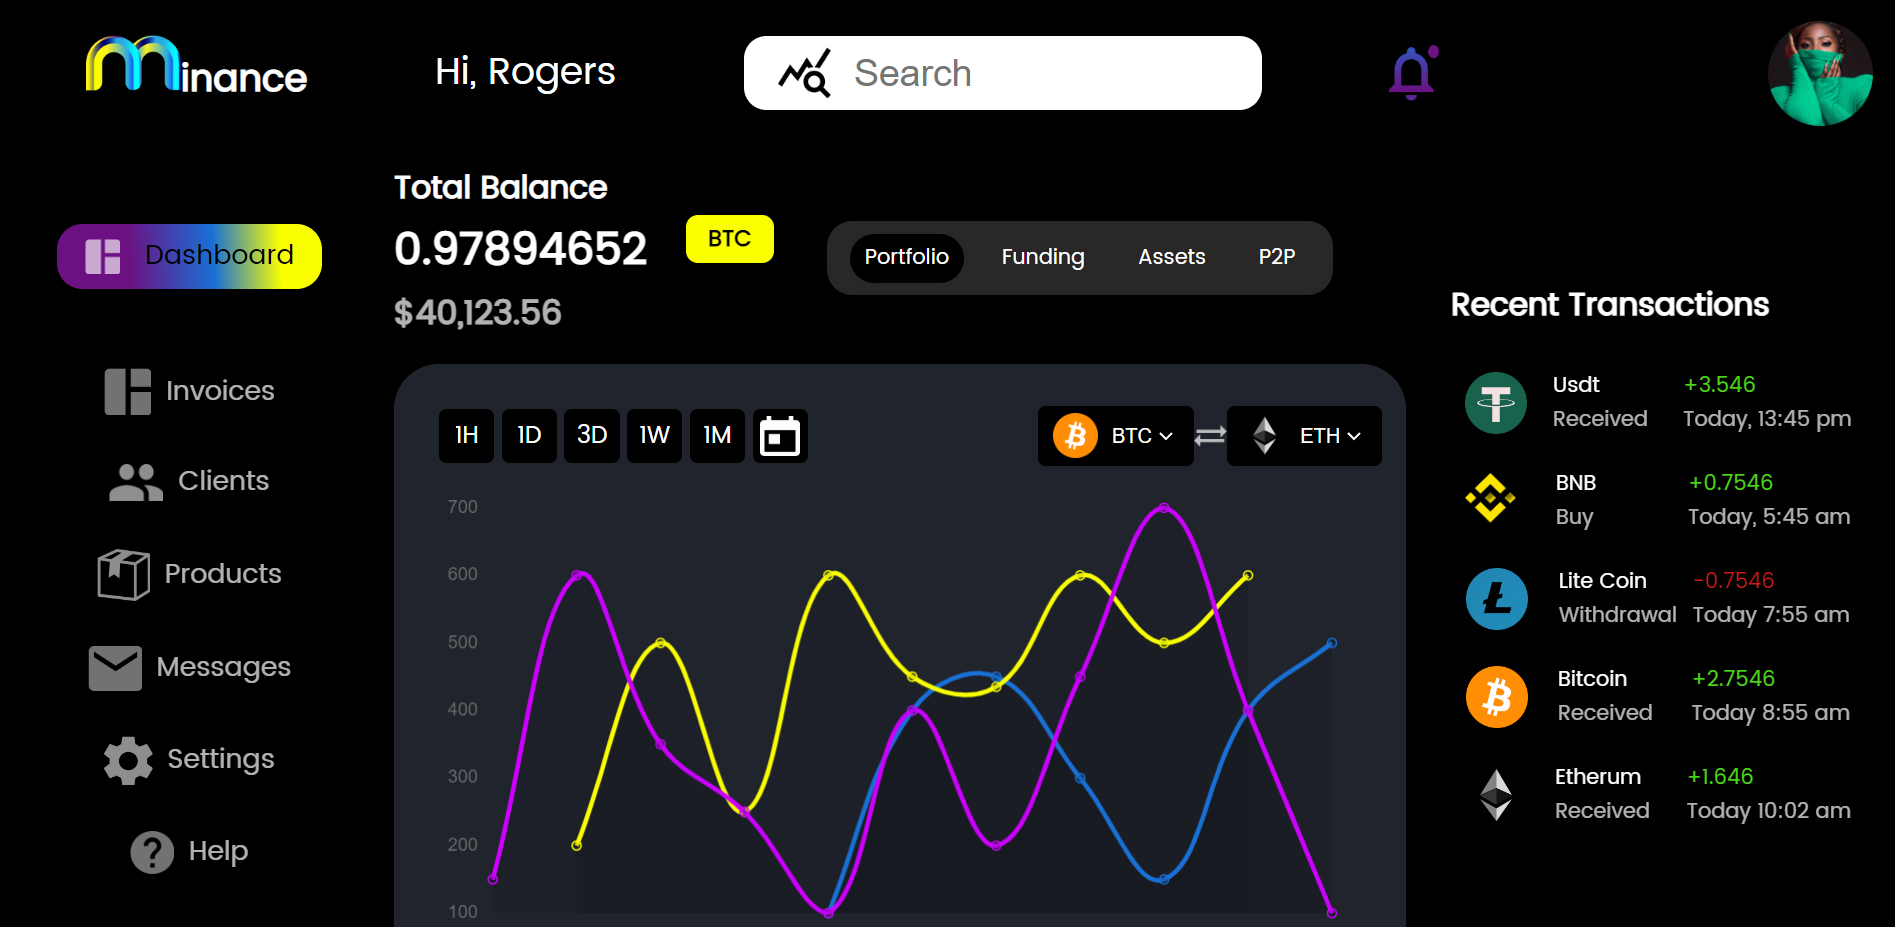 Minance
Hi, Rogers
Search
Dashboard
Invoices
Clients
Products
Messages
Settings
Help
Total Balance
0.97894652 BTC
$40,123.56
Portfolio Funding Assets P2P
1H 1D 3D 1W 1M
BTC ETH
700
600
500
400
300
200
100
Recent Transactions
Usdt +3.546
Received Today, 13:45 pm
BNB +0.7546
Buy Today, 5:45 am
Lite Coin -0.7546
Withdrawal Today 7:55 am
Bitcoin +2.7546
Received Today 8:55 am
Etherum +1.646
Received Today 10:02 am